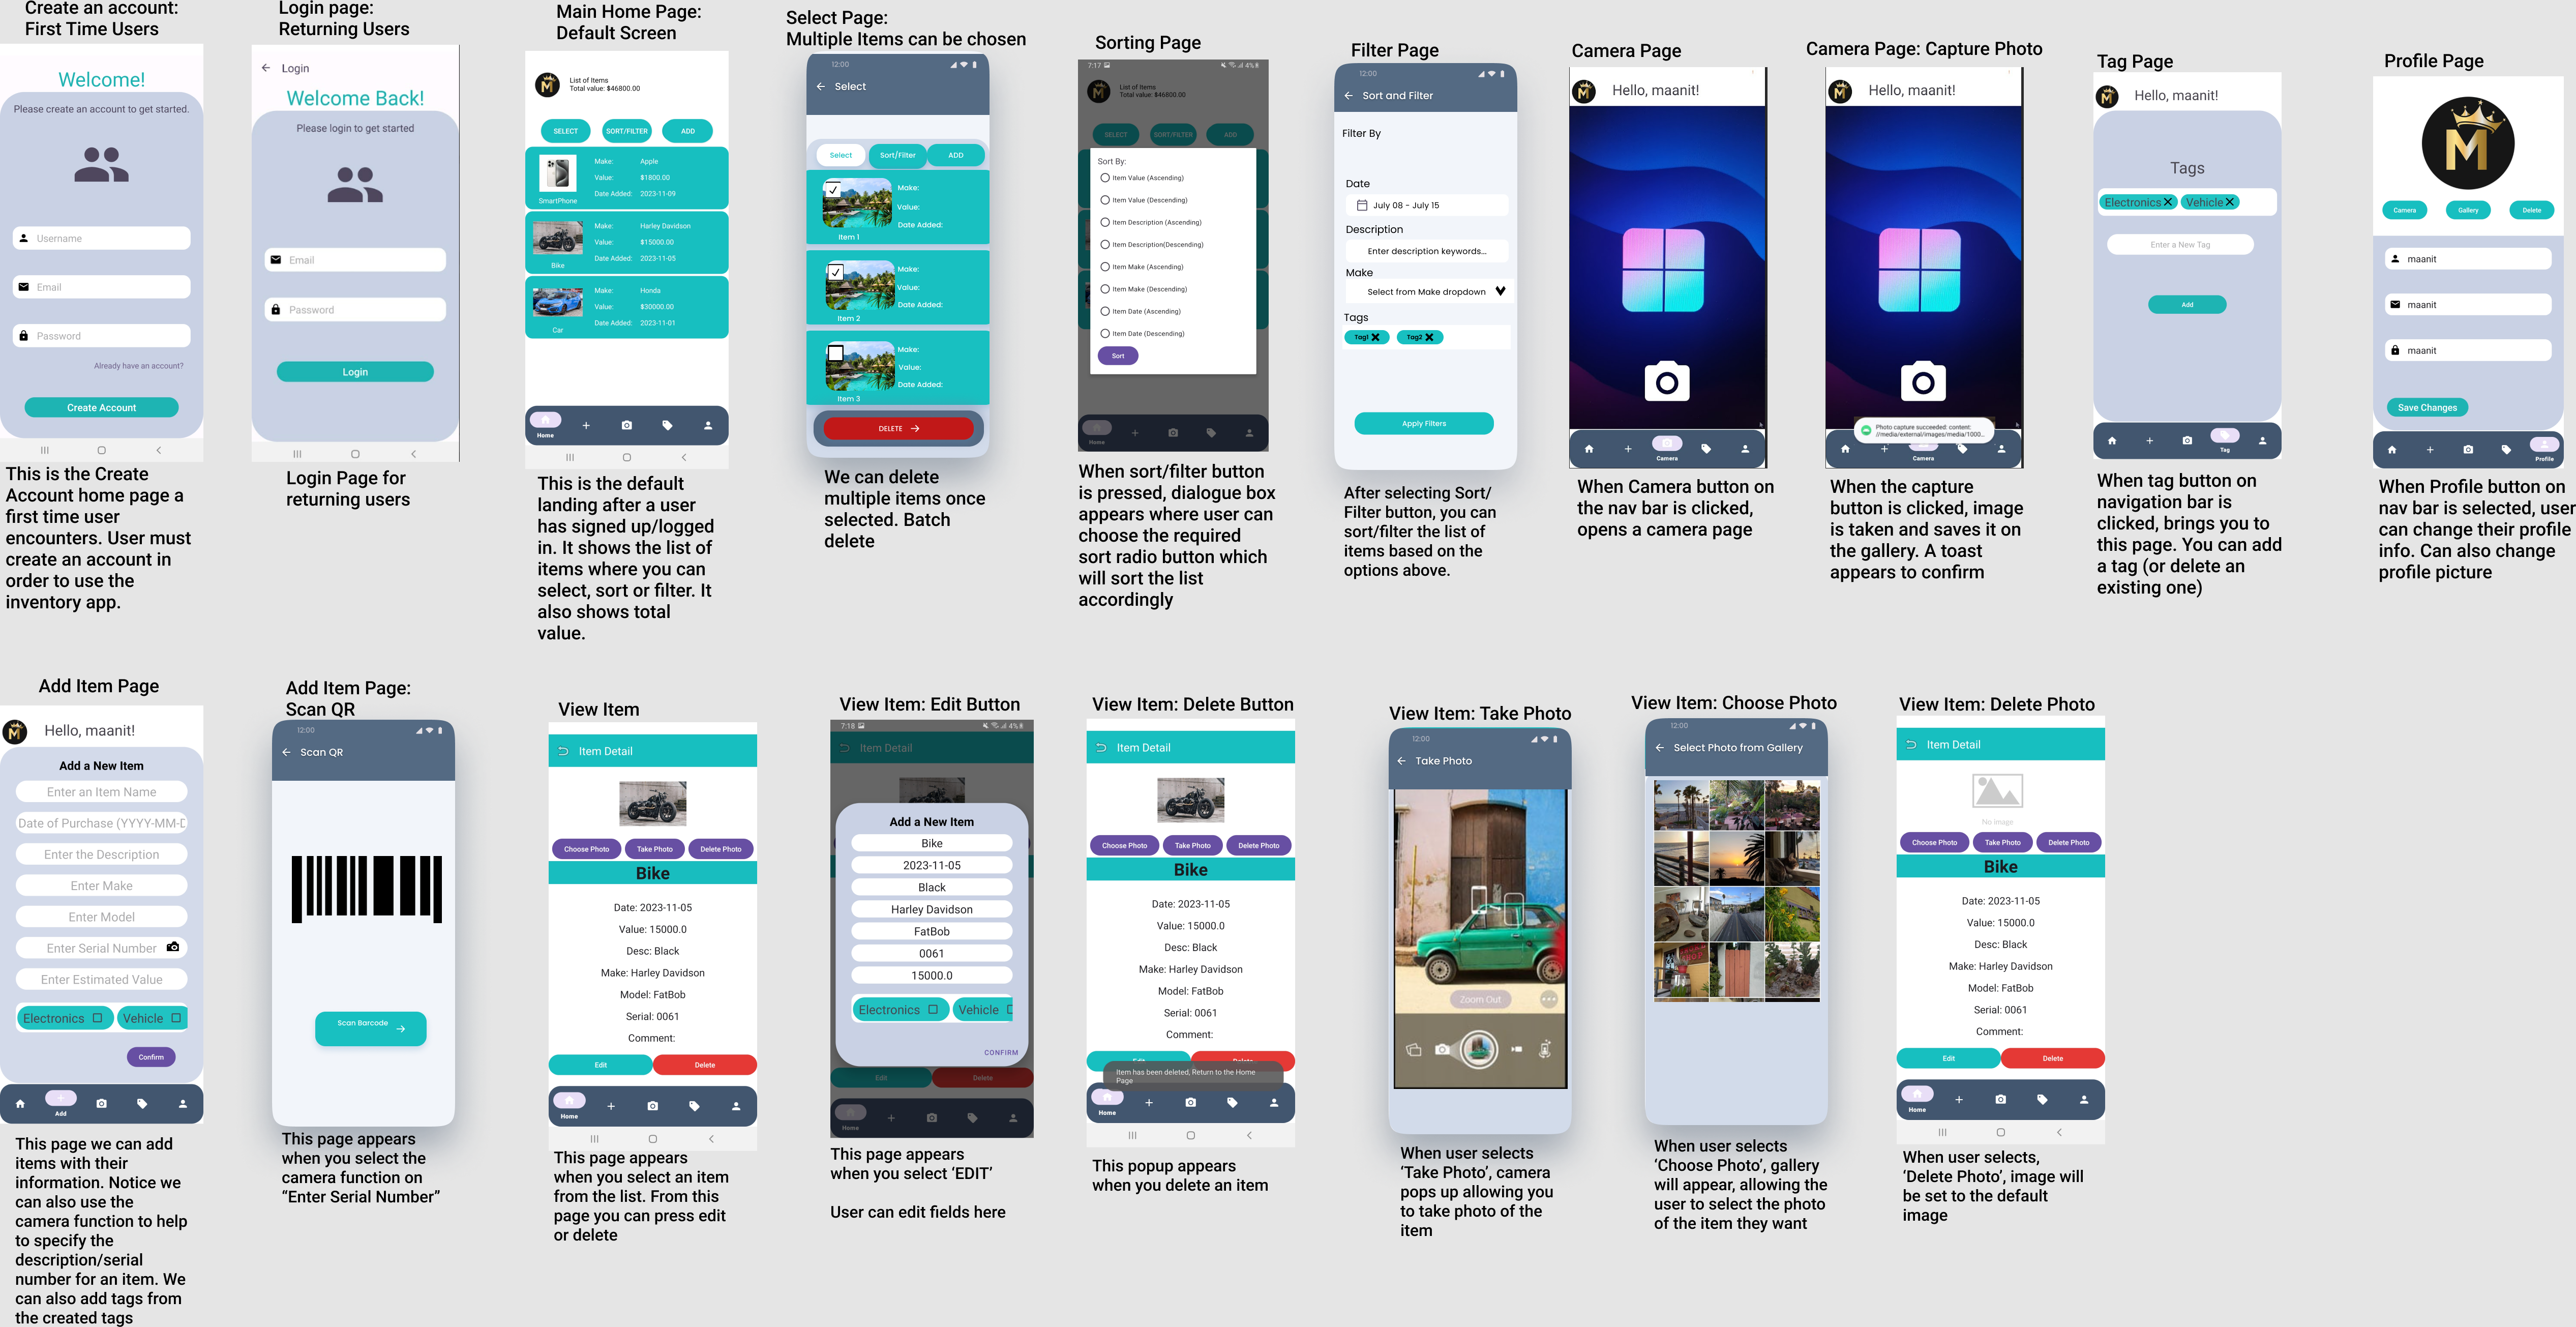 Create an account:
First Time Users
Welcome!
Please create an account to get started.
Username
Email
Password
Already have an account?
Create Account
This is the Create
Account home page a
first time user
encounters. User must
create an account in
order to use the
inventory app.
Login page:
Returning Users
Login
Welcome Back!
Please login to get started
Email
Password
Login
Login Page for
returning users
Main Home Page:
Default Screen
M
List of Items
Total value: $46800.00
SELECT SORT/FILTER ADD
Make: Apple
Value: $1800.00
Date Added: 2023-11-09
SmartPhone
Make: Harley Davidson
Value: $15000.00
Date Added: 2023-11-05
Bike
Make: Honda
Value: $30000.00
Date Added: 2023-11-01
Car
Home
This is the default
landing after a user
has signed up/logged
in. It shows the list of
items where you can
select, sort or filter. It
also shows total
value.
Select Page:
Multiple Items can be chosen
12:00
Select
Select Sort/Filter ADD
Make:
Value:
Date Added:
Item 1
Make:
Value:
Date Added:
Item 2
Make:
Value:
Date Added:
Item 3
DELETE
We can delete
multiple items once
selected. Batch
delete
Sorting Page
7:17 4%
M
List of Items
Total value: $46800.00
SELECT SORT/FILTER ADD
Sort By:
Item Value (Ascending)
Item Value (Descending)
Item Description (Ascending)
Item Description(Descending)
Item Make (Ascending)
Item Make (Descending)
Item Date (Ascending)
Item Date (Descending)
Sort
Home
When sort/filter button
is pressed, dialogue box
appears where user can
choose the required
sort radio button which
will sort the list
accordingly
Filter Page
12:00
Sort and Filter
Filter By
Date
July 08 - July 15
Description
Enter description keywords...
Make
Select from Make dropdown
Tags
Tag1 Tag2
Apply Filters
After selecting Sort/
Filter button, you can
sort/filter the list of
items based on the
options above.
Camera Page
M
Hello, maanit!
Camera
When Camera button on
the nav bar is clicked,
opens a camera page
Camera Page: Capture Photo
M
Hello, maanit!
Photo capture succeeded: content:
//media/external/images/media/1000...
Camera
When the capture
button is clicked, image
is taken and saves it on
the gallery. A toast
appears to confirm
Tag Page
M
Hello, maanit!
Tags
Electronics Vehicle
Enter a New Tag
Add
Tag
When tag button on
navigation bar is
clicked, brings you to
this page. You can add
a tag (or delete an
existing one)
Profile Page
M
Camera Gallery Delete
maanit
maanit
maanit
Save Changes
Profile
When Profile button on
nav bar is selected, user
can change their profile
info. Can also change
profile picture
Add Item Page
M
Hello, maanit!
Add a New Item
Enter an Item Name
Date of Purchase (YYYY-MM-D
Enter the Description
Enter Make
Enter Model
Enter Serial Number
Enter Estimated Value
Electronics Vehicle
Confirm
Add
This page we can add
items with their
information. Notice we
can also use the
camera function to help
to specify the
description/serial
number for an item. We
can also add tags from
the created tags
Add Item Page:
Scan QR
12:00
Scan QR
Scan Barcode
This page appears
when you select the
camera function on
“Enter Serial Number”
View Item
Item Detail
Choose Photo Take Photo Delete Photo
Bike
Date: 2023-11-05
Value: 15000.0
Desc: Black
Make: Harley Davidson
Model: FatBob
Serial: 0061
Comment:
Edit Delete
Home
This page appears
when you select an item
from the list. From this
page you can press edit
or delete
View Item: Edit Button
7:18 4%
Item Detail
Add a New Item
Bike
2023-11-05
Black
Harley Davidson
FatBob
0061
15000.0
Electronics Vehicle
CONFIRM
Edit Delete
Home
This page appears
when you select ‘EDIT’
User can edit fields here
View Item: Delete Button
Item Detail
Choose Photo Take Photo Delete Photo
Bike
Date: 2023-11-05
Value: 15000.0
Desc: Black
Make: Harley Davidson
Model: FatBob
Serial: 0061
Comment:
Edit Delete
Item has been deleted, Return to the Home
Page
Home
This popup appears
when you delete an item
View Item: Take Photo
12:00
Take Photo
Zoom Out
When user selects
‘Take Photo’, camera
pops up allowing you
to take photo of the
item
View Item: Choose Photo
12:00
Select Photo from Gallery
When user selects
‘Choose Photo’, gallery
will appear, allowing the
user to select the photo
of the item they want
View Item: Delete Photo
Item Detail
No image
Choose Photo Take Photo Delete Photo
Bike
Date: 2023-11-05
Value: 15000.0
Desc: Black
Make: Harley Davidson
Model: FatBob
Serial: 0061
Comment:
Edit Delete
Home
When user selects,
‘Delete Photo’, image will
be set to the default
image